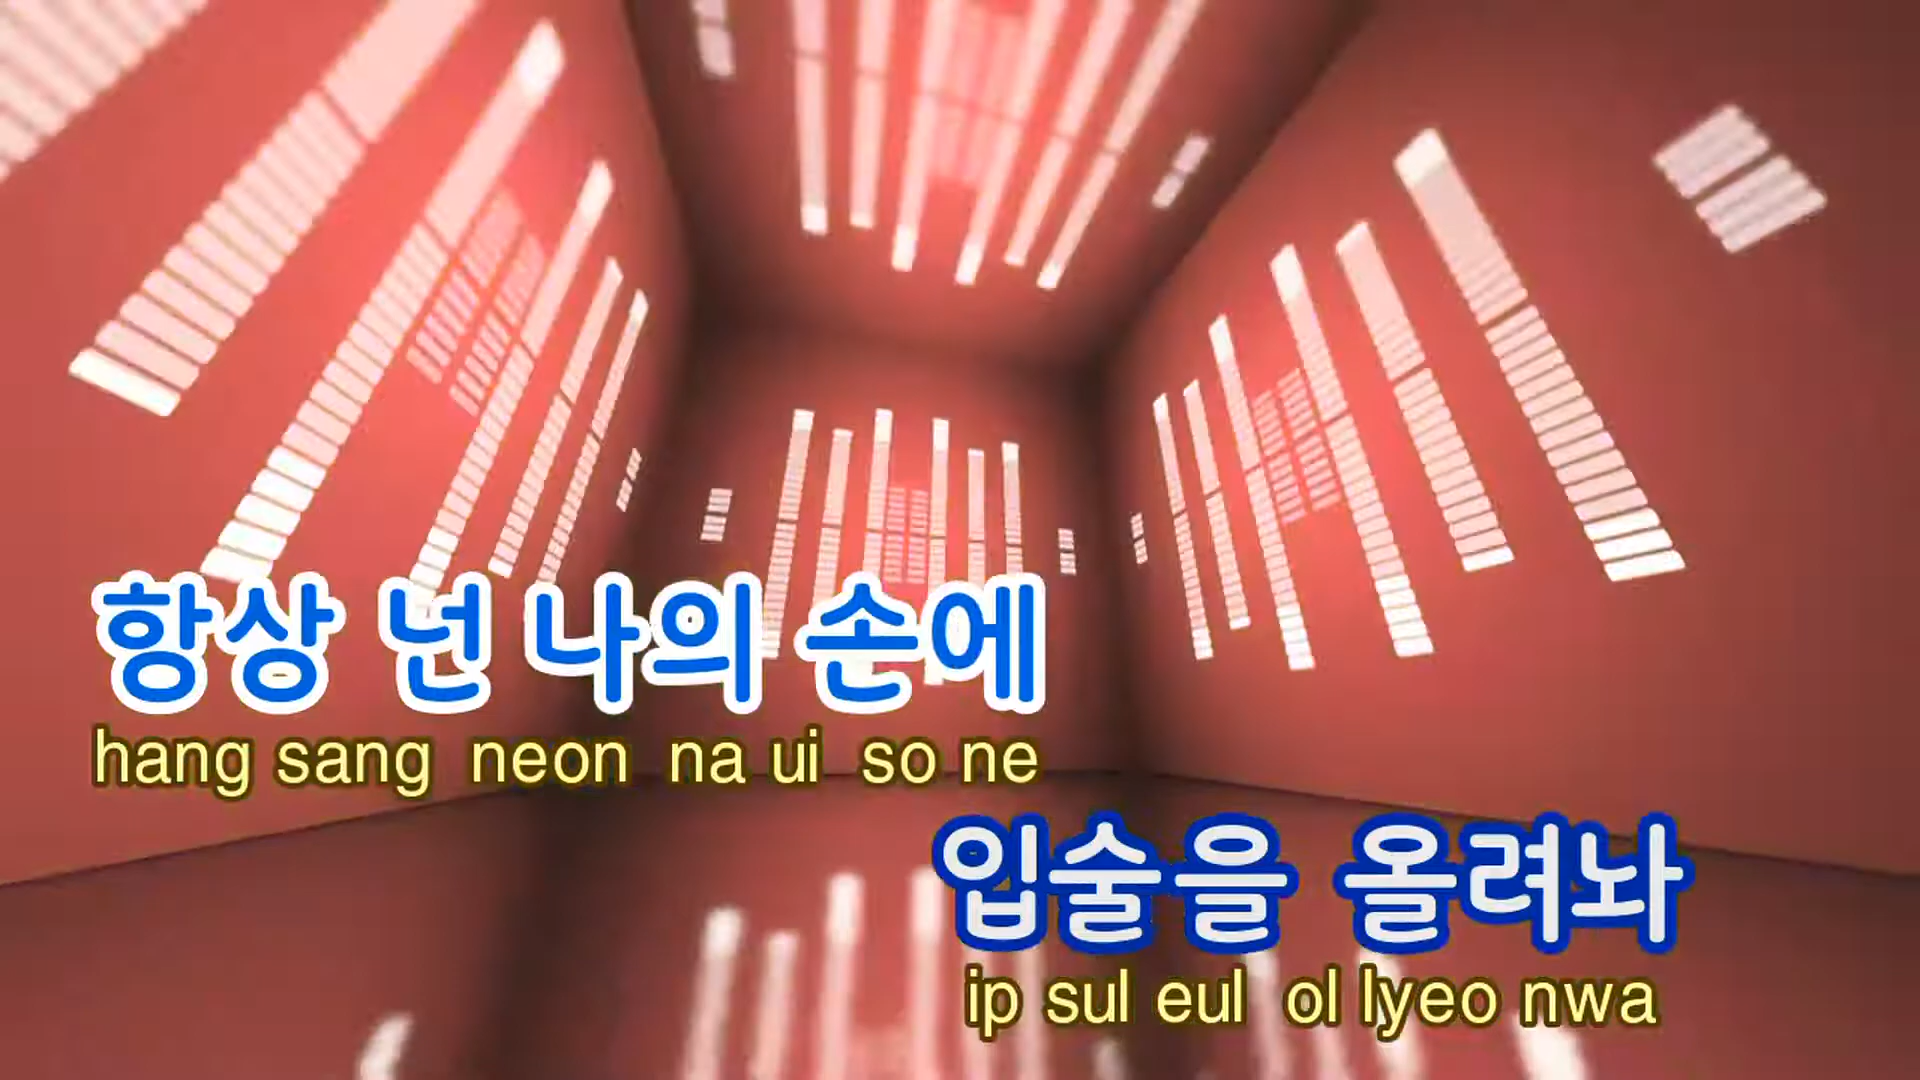 항상 넌 나의 손에
hang sang neon na ui so ne
입술을 올려놔
ip sul eul ol lyeo nwa